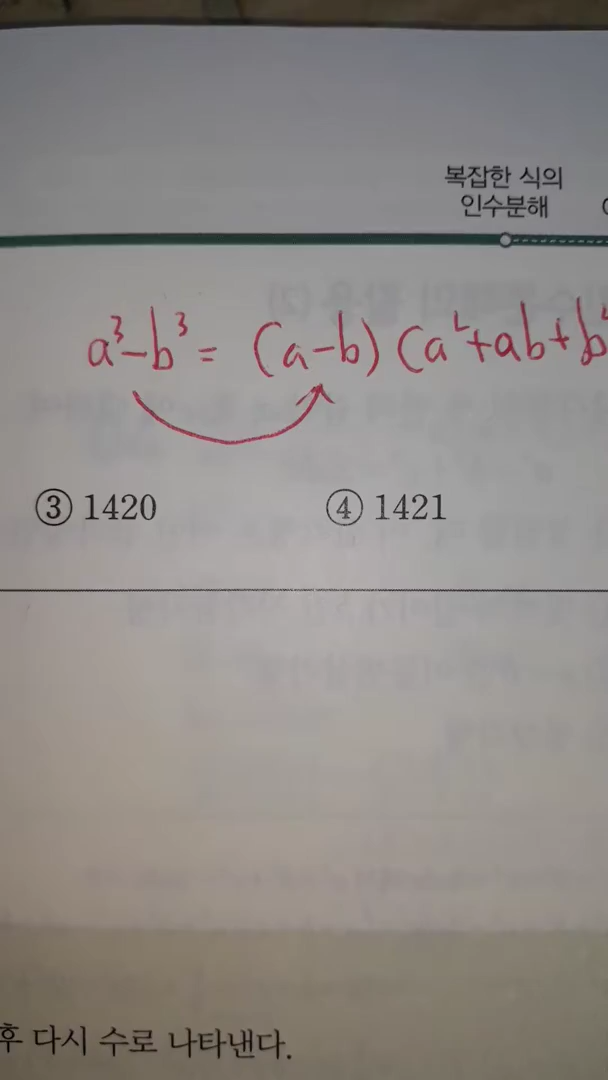 복잡한 식의
인수분해
a³-b³= (a-b) (a²+ab+b²
③ 1420 ④ 1421
후 다시 수로 나타낸다.